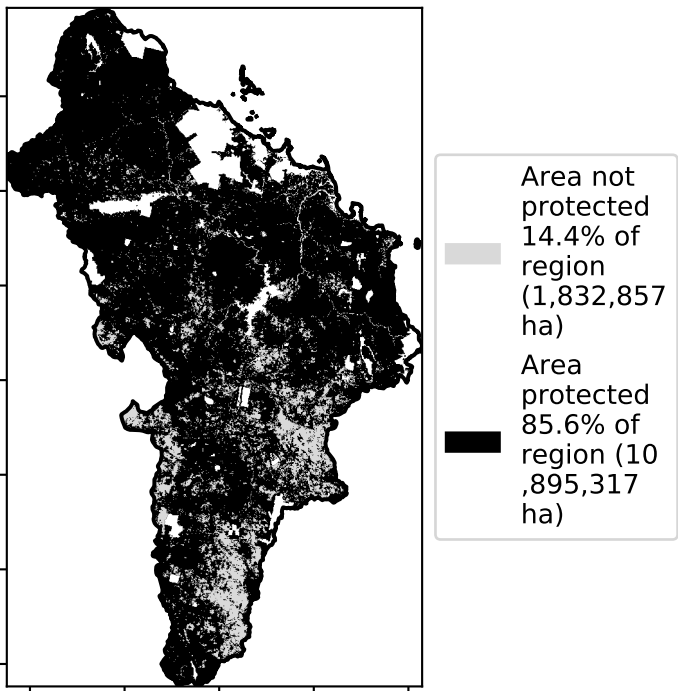 Area not
protected
14.4% of
region
(1,832,857
ha)
Area
protected
85.6% of
region (10
,895,317
ha)